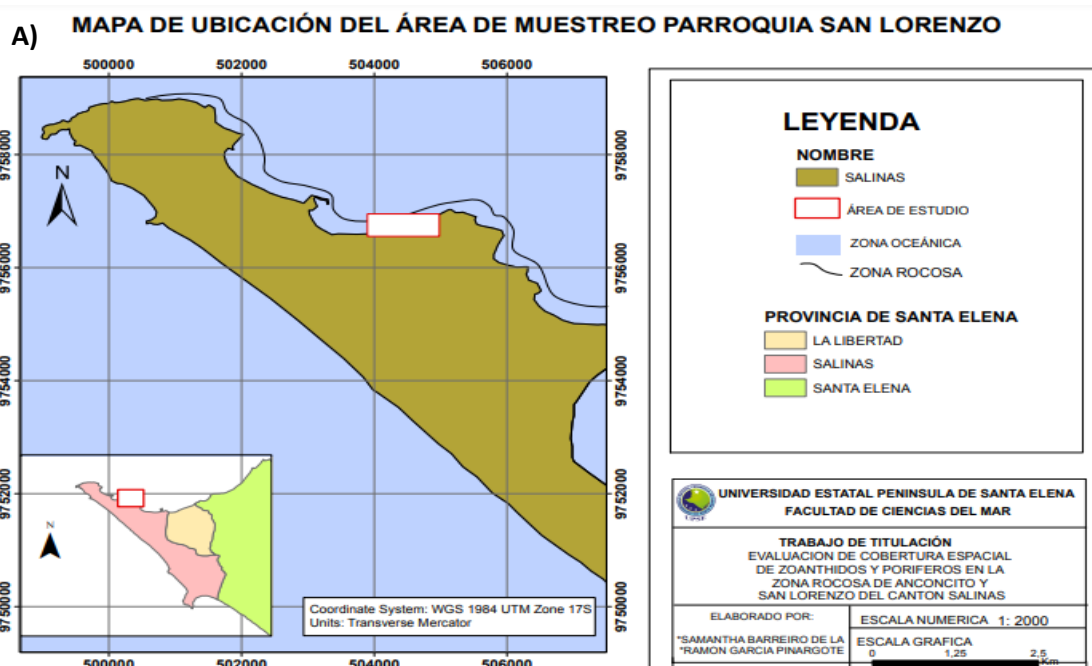 A)
MAPA DE UBICACIÓN DEL ÁREA DE MUESTREO PARROQUIA SAN LORENZO
500000 502000 504000 506000
9758000 9758000
N
9756000 9756000
9754000 9754000
9752000 9752000
N
9750000 9750000
Coordinate System: WGS 1984 UTM Zone 17S
Units: Transverse Mercator
500000 502000 504000 506000
LEYENDA
NOMBRE
SALINAS
ÁREA DE ESTUDIO
ZONA OCEÁNICA
ZONA ROCOSA
PROVINCIA DE SANTA ELENA
LA LIBERTAD
SALINAS
SANTA ELENA
UNIVERSIDAD ESTATAL PENINSULA DE SANTA ELENA
FACULTAD DE CIENCIAS DEL MAR
TRABAJO DE TITULACIÓN
EVALUACION DE COBERTURA ESPACIAL
DE ZOANTHIDOS Y PORIFEROS EN LA
ZONA ROCOSA DE ANCONCITO Y
SAN LORENZO DEL CANTON SALINAS
ELABORADO POR:
*SAMANTHA BARREIRO DE LA
*RAMON GARCIA PINARGOTE
ESCALA NUMERICA 1: 2000
ESCALA GRAFICA
0 1,25 2,5
Km